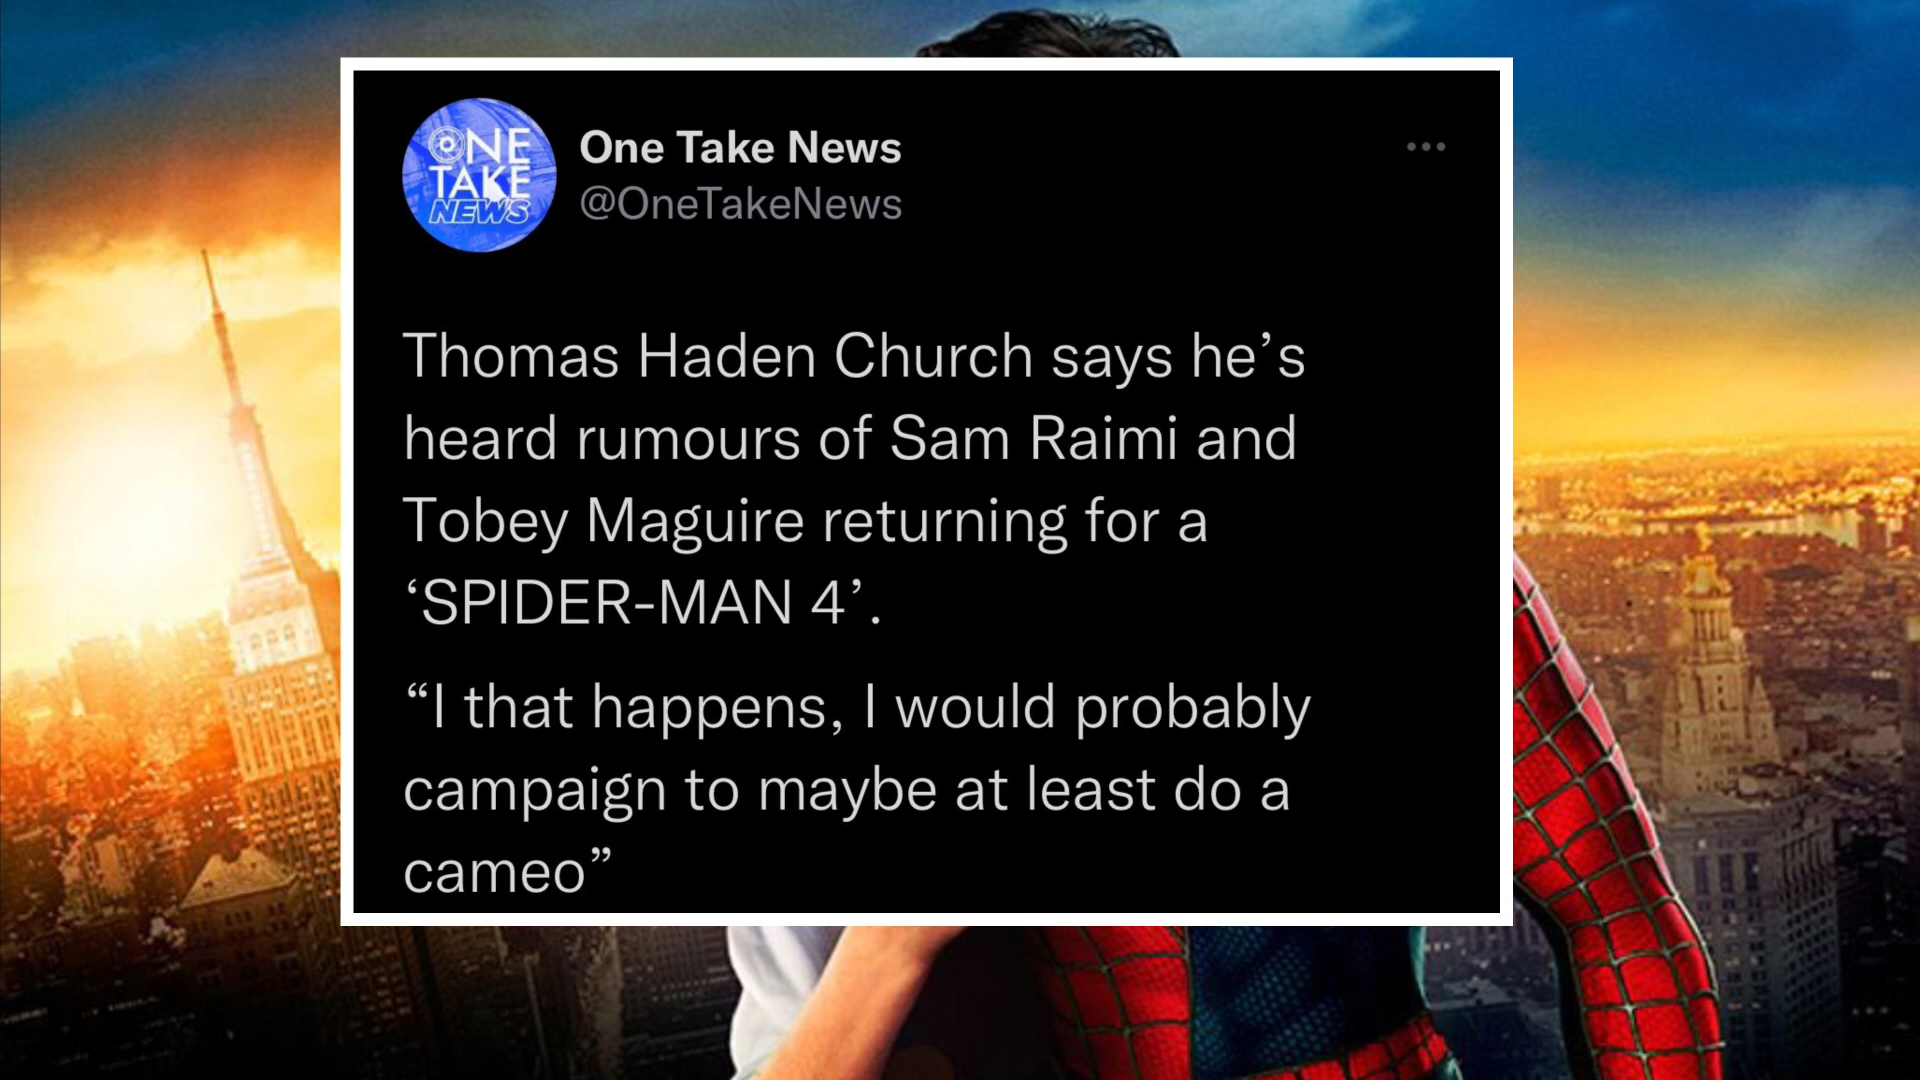 ONE
TAKE
NEWS
One Take News
@OneTakeNews
Thomas Haden Church says he’s
heard rumours of Sam Raimi and
Tobey Maguire returning for a
‘SPIDER-MAN 4’.
“I that happens, I would probably
campaign to maybe at least do a
cameo”